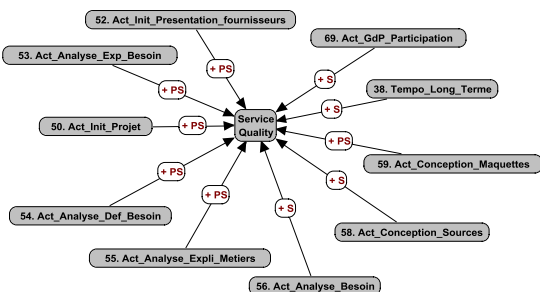 52. Act_Init_Presentation_fournisseurs
69. Act_GdP_Participation
53. Act_Analyse_Exp_Besoin
+ PS
+ S
38. Tempo_Long_Terme
+ PS
+ S
50. Act_Init_Projet
+ PS
Service
Quality
+ PS
59. Act_Conception_Maquettes
+ PS
+ PS
+ S
+ S
54. Act_Analyse_Def_Besoin
58. Act_Conception_Sources
55. Act_Analyse_Expli_Metiers
56. Act_Analyse_Besoin